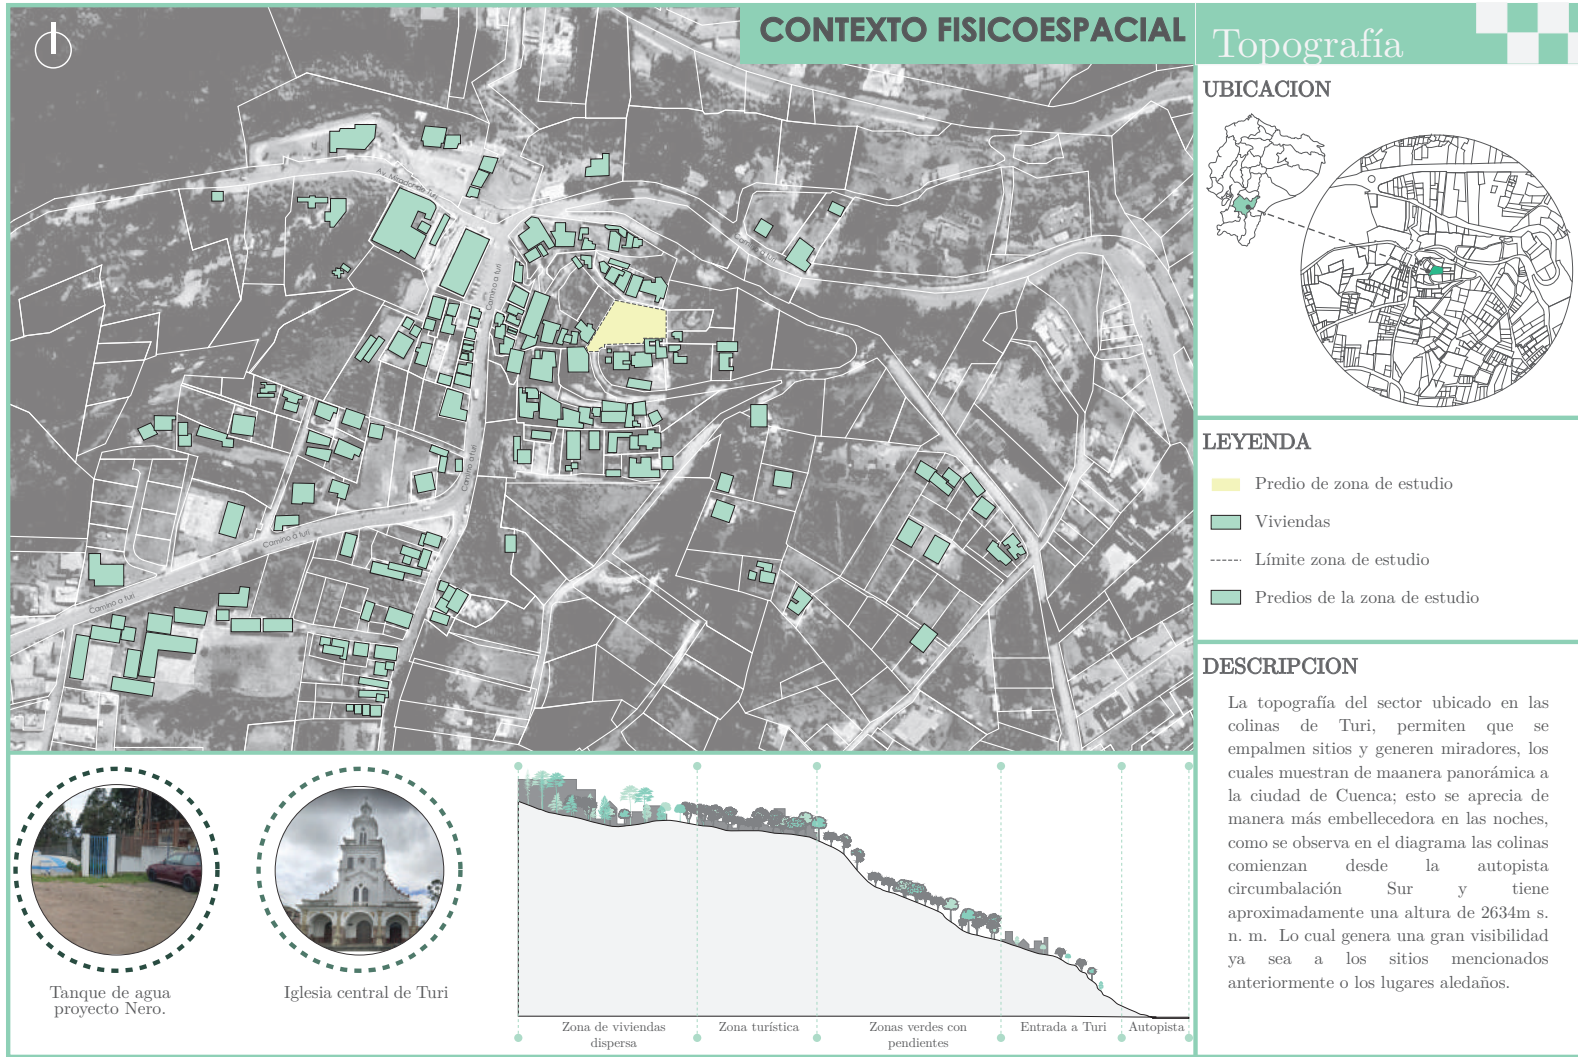 CONTEXTO FISICOESPACIAL
Topografía
UBICACION
Av. Mirador de Turi
Camino a turi
Camino a turi
Camino a turi
Camino a turi
Camino a turi
LEYENDA
Predio de zona de estudio
Viviendas
Límite zona de estudio
Predios de la zona de estudio
DESCRIPCION
La topografía del sector ubicado en las
colinas de Turi, permiten que se
empalmen sitios y generen miradores, los
cuales muestran de maanera panorámica a
la ciudad de Cuenca; esto se aprecia de
manera más embellecedora en las noches,
como se observa en el diagrama las colinas
comienzan desde la autopista
circumbalación Sur y tiene
aproximadamente una altura de 2634m s.
n. m. Lo cual genera una gran visibilidad
ya sea a los sitios mencionados
anteriormente o los lugares aledaños.
Tanque de agua
proyecto Nero.
Iglesia central de Turi
Zona de viviendas
dispersa
Zona turística
Zonas verdes con
pendientes
Entrada a Turi
Autopista